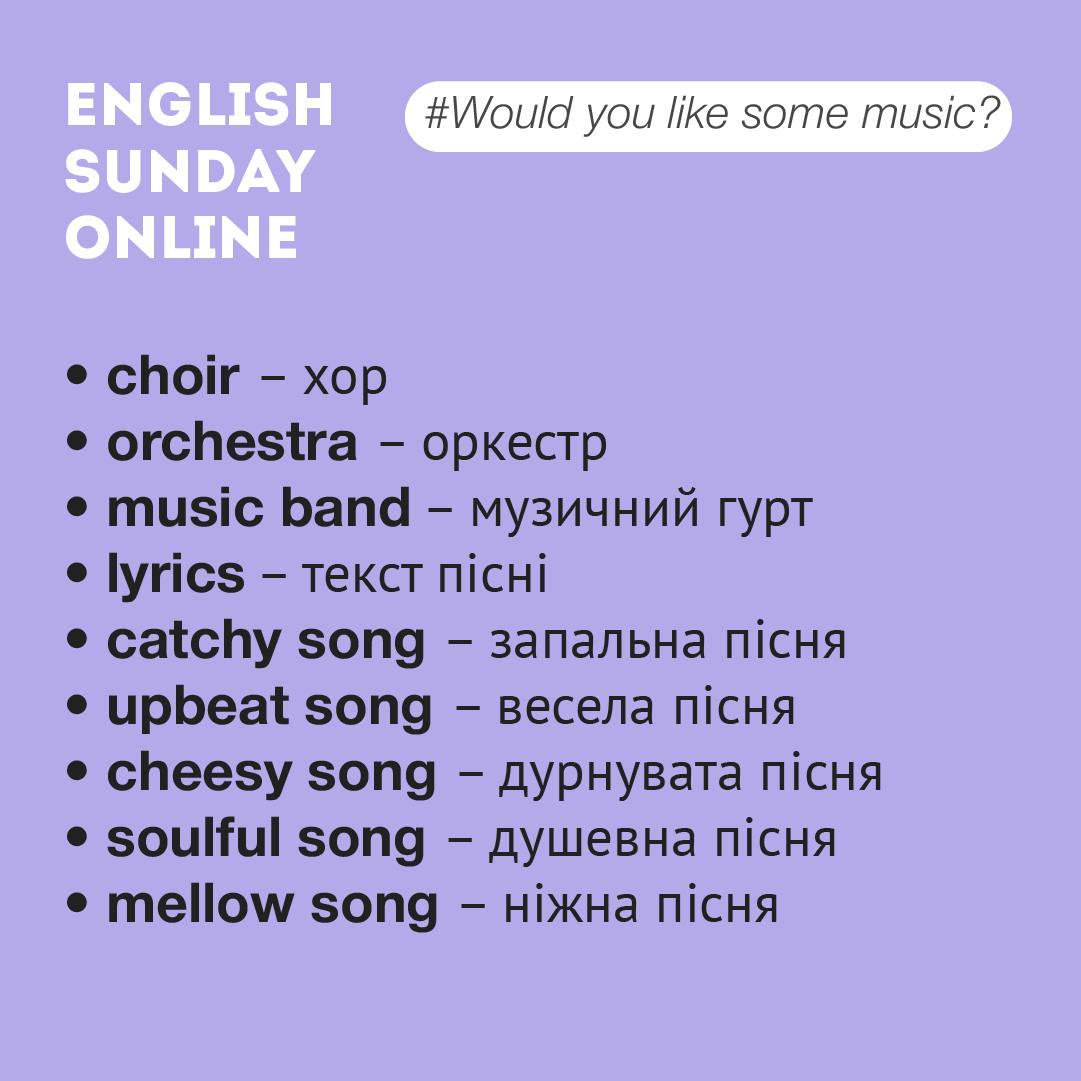 ENGLISH
SUNDAY
ONLINE
#Would you like some music?
• choir – хор
• orchestra – оркестр
• music band – музичний гурт
• lyrics – текст пісні
• catchy song – запальна пісня
• upbeat song – весела пісня
• cheesy song – дурнувата пісня
• soulful song – душевна пісня
• mellow song – ніжна пісня